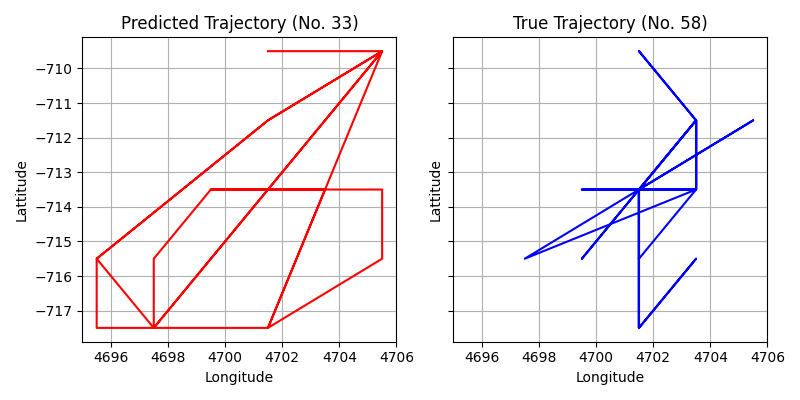 Predicted Trajectory (No. 33)
True Trajectory (No. 58)
−710
−711
−712
−713
−714
−715
−716
−717
Lattitude
Lattitude
4696 4698 4700 4702 4704 4706
4696 4698 4700 4702 4704 4706
Longitude
Longitude